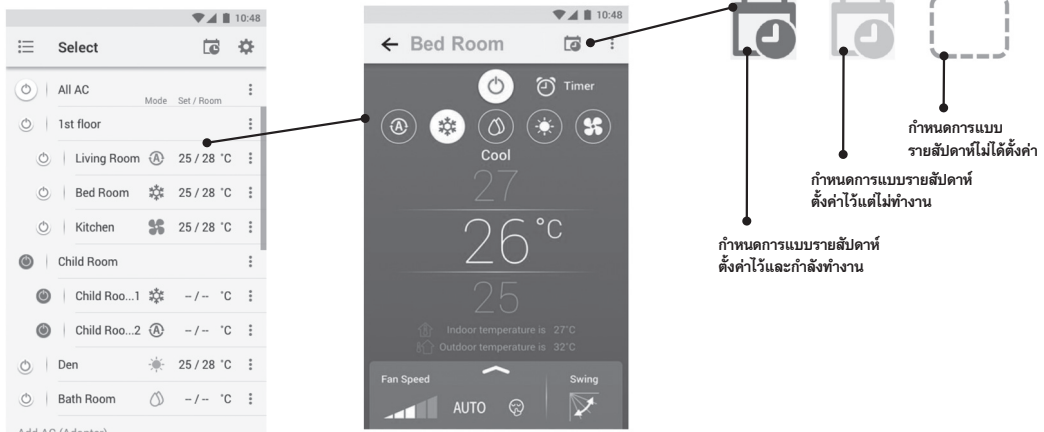 10:48
Select
All AC
Mode Set / Room
1st floor
Living Room A 25 / 28 °C
Bed Room 25 / 28 °C
Kitchen 25 / 28 °C
Child Room
Child Roo...1 -- / -- °C
Child Roo...2 A -- / -- °C
Den 25 / 28 °C
Bath Room -- / -- °C
Add AC (Adapter)
10:48
Bed Room
Timer
A
Cool
27
26 °C
25
Indoor temperature is 27°C
Outdoor temperature is 32°C
Fan Speed
Swing
AUTO
กำหนดการแบบ
รายสัปดาห์ไม่ได้ตั้งค่า
กำหนดการแบบรายสัปดาห์
ตั้งค่าไว้แต่ไม่ทำงาน
กำหนดการแบบรายสัปดาห์
ตั้งค่าไว้และกำลังทำงาน